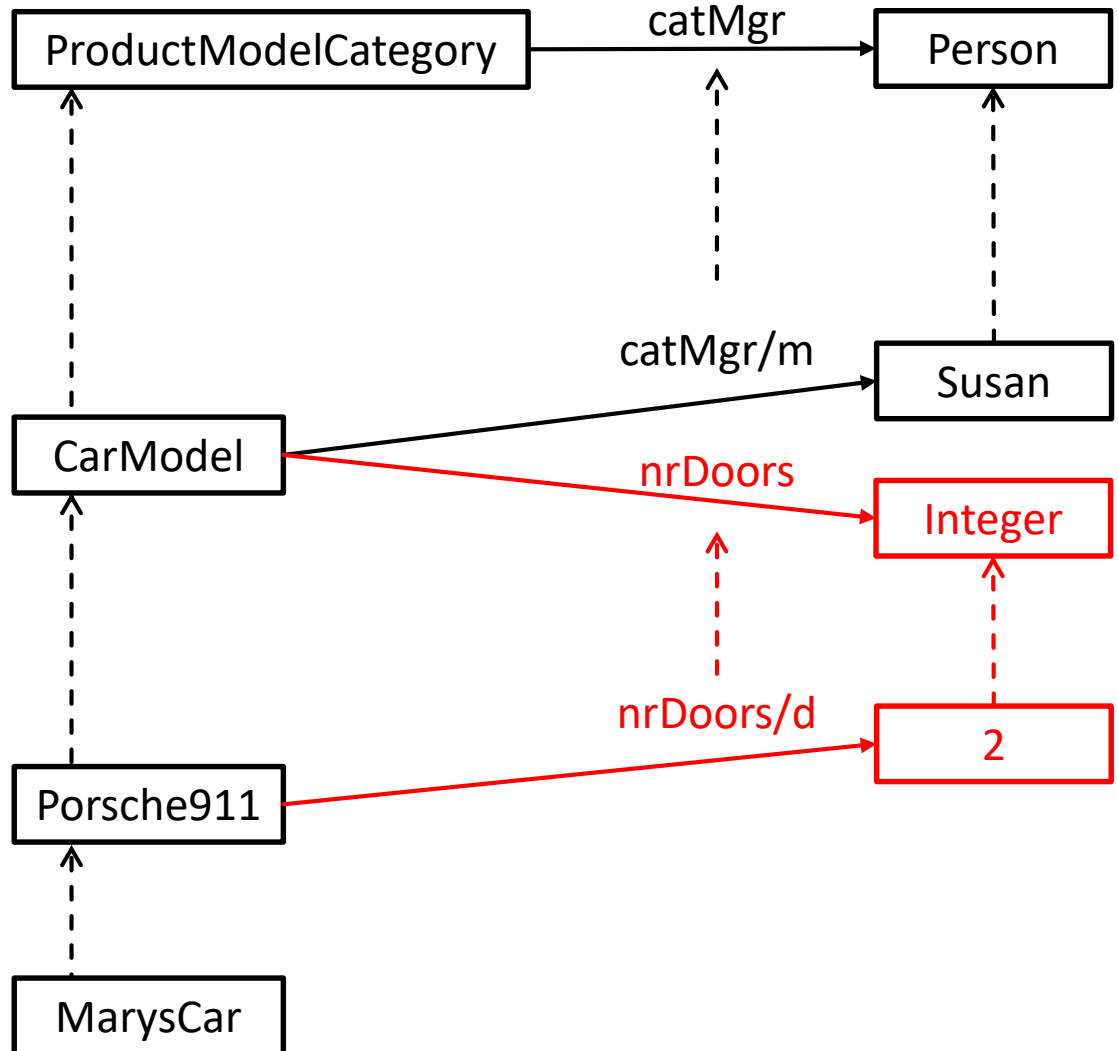 catMgr
ProductModelCategory
Person
catMgr/m
Susan
CarModel
nrDoors
Integer
nrDoors/d
2
Porsche911
MarysCar